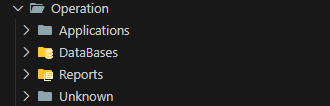 Operation
Applications
DataBases
Reports
Unknown